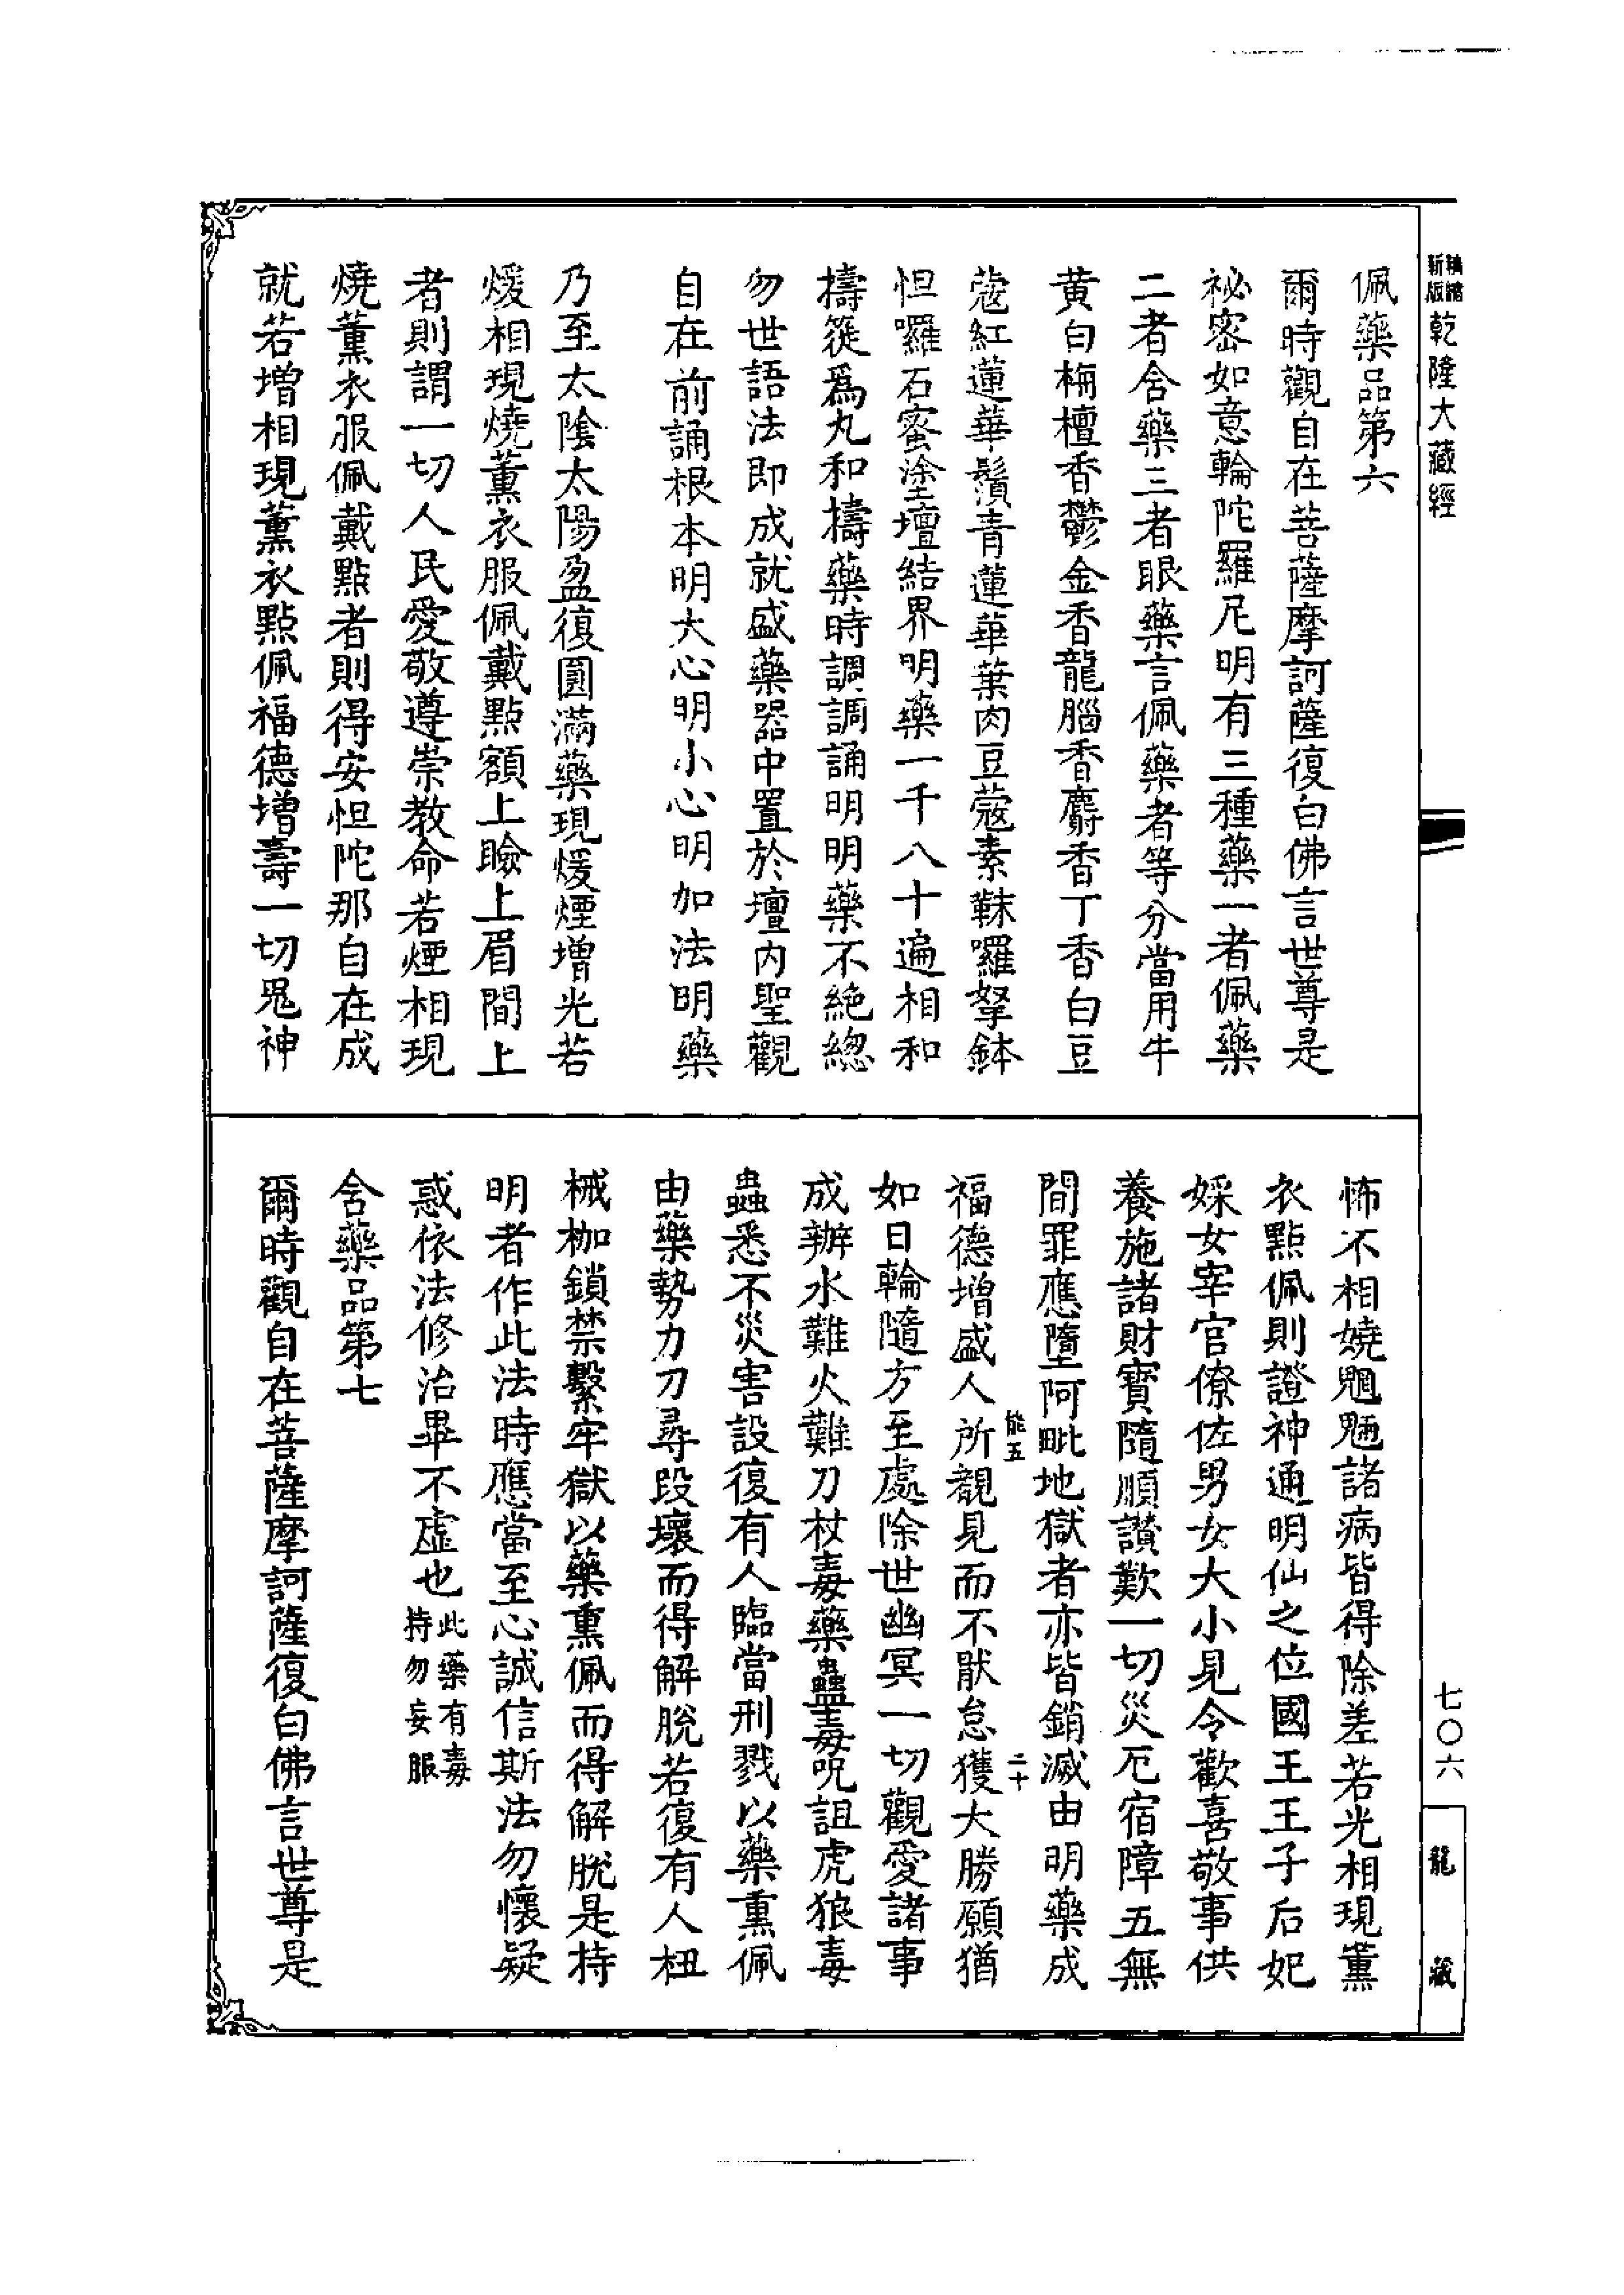 新版
精縮
乾隆大藏經
佩藥品第六
爾時觀自在菩薩摩訶薩復白佛言世尊是
祕密如意輪陀羅尼明有三種藥一者佩藥
二者含藥三者眼藥言佩藥者等分當用牛
黄白栴檀香鬱金香龍腦香麝香丁香白豆
蔻紅蓮華鬚青蓮華葉肉豆蔻素靺囉拏鉢
怛囉石蜜塗壇結界明藥一千八十遍相和
擣簁爲丸和擣藥時調調誦明明藥不絶緫
勿世語法即成就盛藥器中置於壇内聖觀
自在前誦根本明大心明小心明加法明藥
乃至太陰太陽盈復圓滿藥現煖煙增光若
煖相現燒薰衣服佩戴點額上瞼上眉間上
者則謂一切人民愛敬遵崇教命若煙相現
燒薰衣服佩戴點者則得安怛陀那自在成
就若增相現薰衣點佩福德增壽一切鬼神
怖不相嬈魍魎諸病皆得除差若光相現薰
衣點佩則證神通明仙之位國王王子后妃
婇女宰官僚佐男女大小見令歡喜敬事供
養施諸財寶隨順讚歎一切災厄宿障五無
間罪應墮阿毗地獄者亦皆銷滅由明藥成
能五
二十
福德增盛人所覩見而不猒怠獲大勝願猶
如日輪隨方至處除世幽冥一切觀愛諸事
成辦水難火難刀杖毒藥蠱毒呪詛虎狼毒
蟲悉不災害設復有人臨當刑戮以藥熏佩
由藥勢力刀尋段壞而得解脫若復有人杻
械枷鎖禁繫牢獄以藥熏佩而得解脫是持
明者作此法時應當至心誠信斯法勿懷疑
惑依法修治畢不虛也
此藥有毒
持勿妄服
含藥品第七
爾時觀自在菩薩摩訶薩復白佛言世尊是
七〇六
龍藏